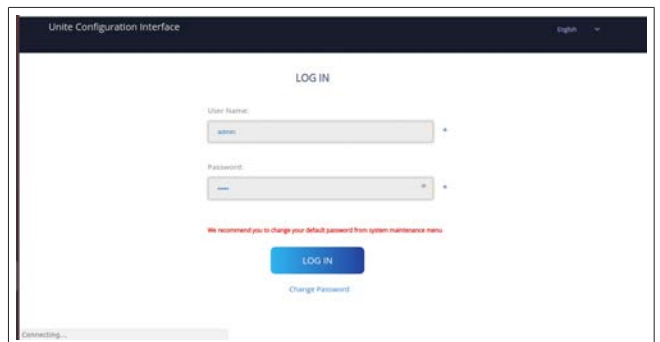 Unite Configuration Interface
English
LOG IN
User Name:
admin
*
Password:
•••••
*
We recommend you to change your default password from system maintenance menu
LOG IN
Change Password
Connecting...